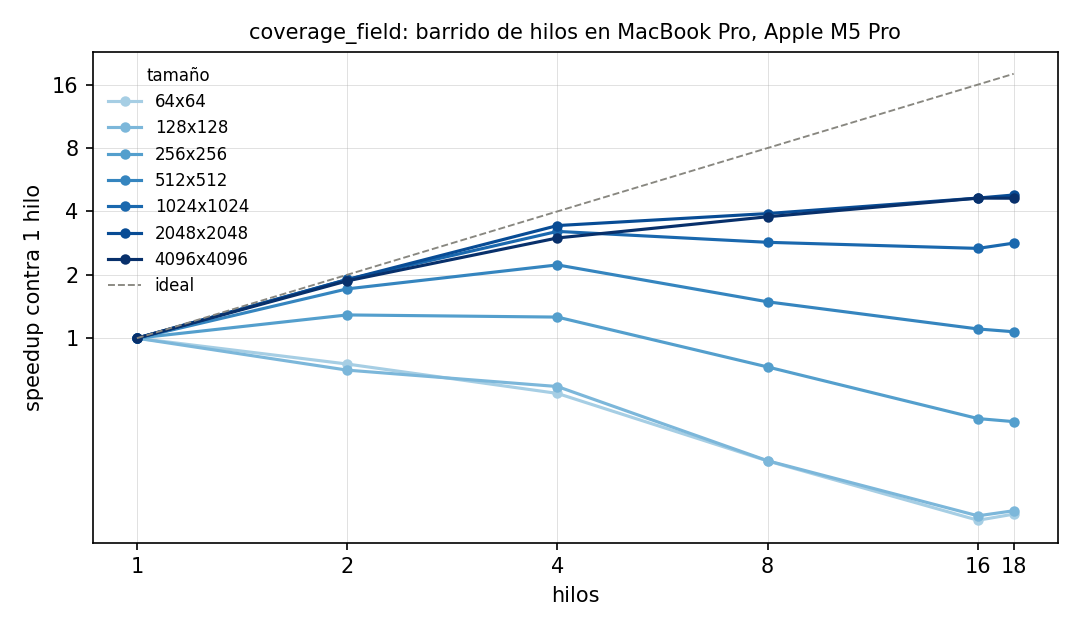 coverage_field: barrido de hilos en MacBook Pro, Apple M5 Pro
speedup contra 1 hilo
16
8
4
2
1
tamaño
64x64
128x128
256x256
512x512
1024x1024
2048x2048
4096x4096
ideal
1 2 4 8 16 18
hilos